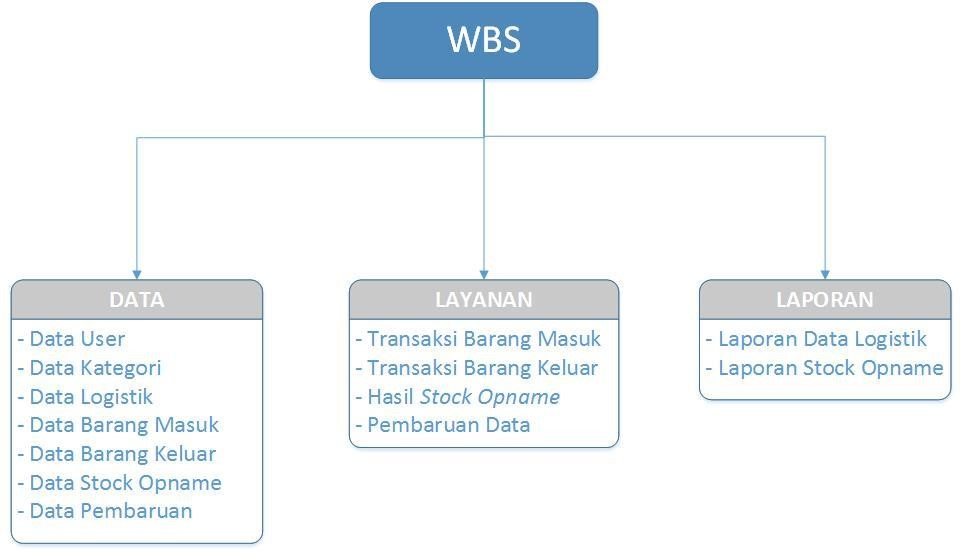 WBS
DATA
- Data User
- Data Kategori
- Data Logistik
- Data Barang Masuk
- Data Barang Keluar
- Data Stock Opname
- Data Pembaruan
LAYANAN
- Transaksi Barang Masuk
- Transaksi Barang Keluar
- Hasil Stock Opname
- Pembaruan Data
LAPORAN
- Laporan Data Logistik
- Laporan Stock Opname